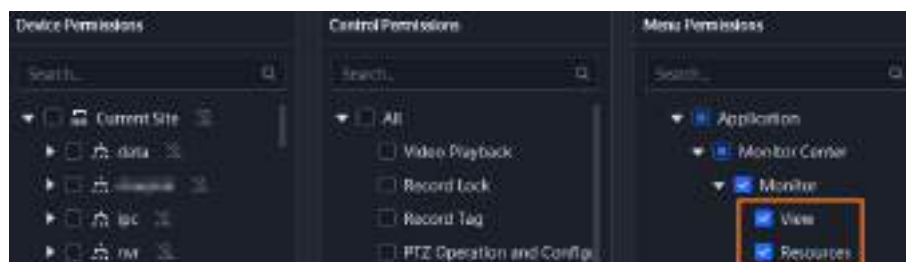 Device Permissions
Control Permissions
Menu Permissions
Search...
Search...
Search...
Current Site
All
Application
data
Video Playback
Monitor Center
Record Lock
Monitor
ipc
Record Tag
View
nvr
PTZ Operation and Configu
Resources